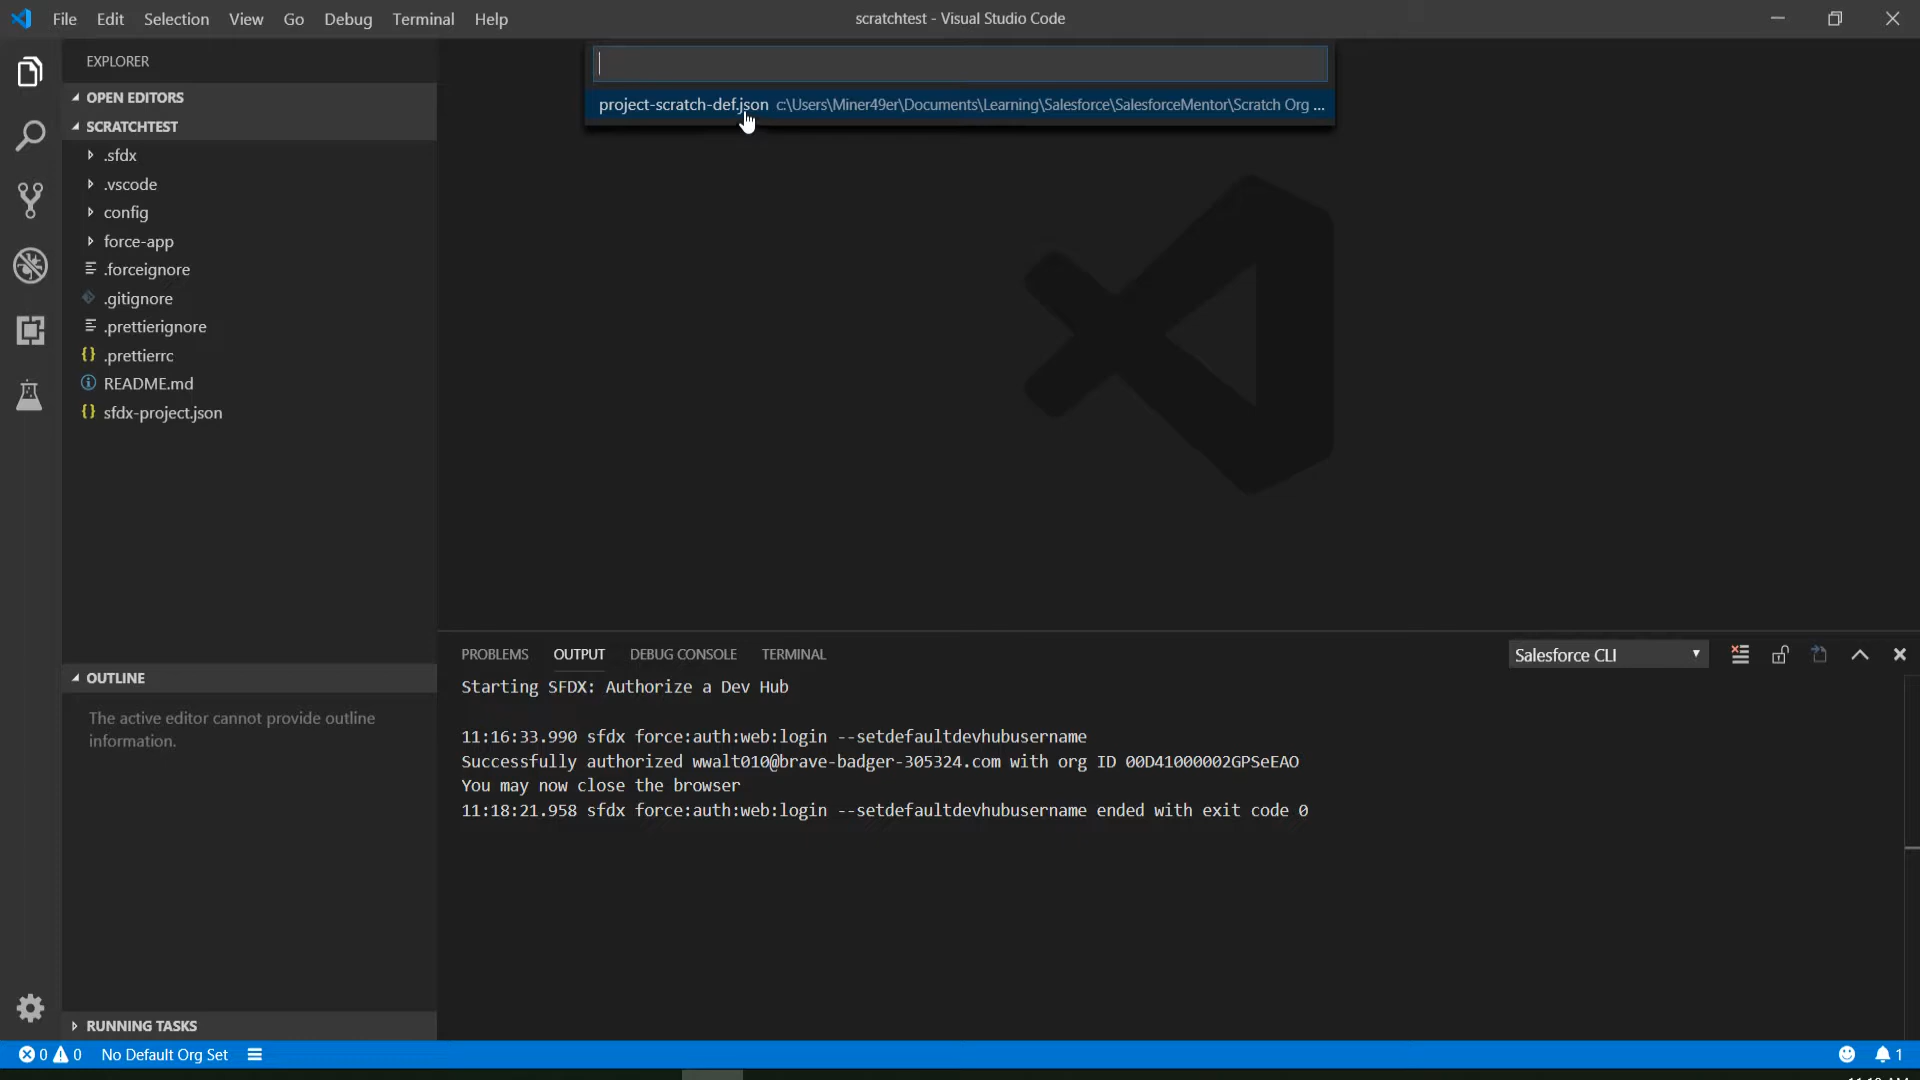 File Edit Selection View Go Debug Terminal Help
scratchtest - Visual Studio Code
project-scratch-def.json c:\Users\Miner49er\Documents\Learning\Salesforce\SalesforceMentor\Scratch Org ...
EXPLORER
OPEN EDITORS
SCRATCHTEST
.sfdx
.vscode
config
force-app
.forceignore
.gitignore
.prettierignore
.prettierrc
README.md
sfdx-project.json
OUTLINE
The active editor cannot provide outline
information.
RUNNING TASKS
PROBLEMS OUTPUT DEBUG CONSOLE TERMINAL
Salesforce CLI
Starting SFDX: Authorize a Dev Hub
11:16:33.990 sfdx force:auth:web:login --setdefaultdevhubusername
Successfully authorized wwalt010@brave-badger-305324.com with org ID 00D41000002GPSeEAO
You may now close the browser
11:18:21.958 sfdx force:auth:web:login --setdefaultdevhubusername ended with exit code 0
0 0 No Default Org Set
1